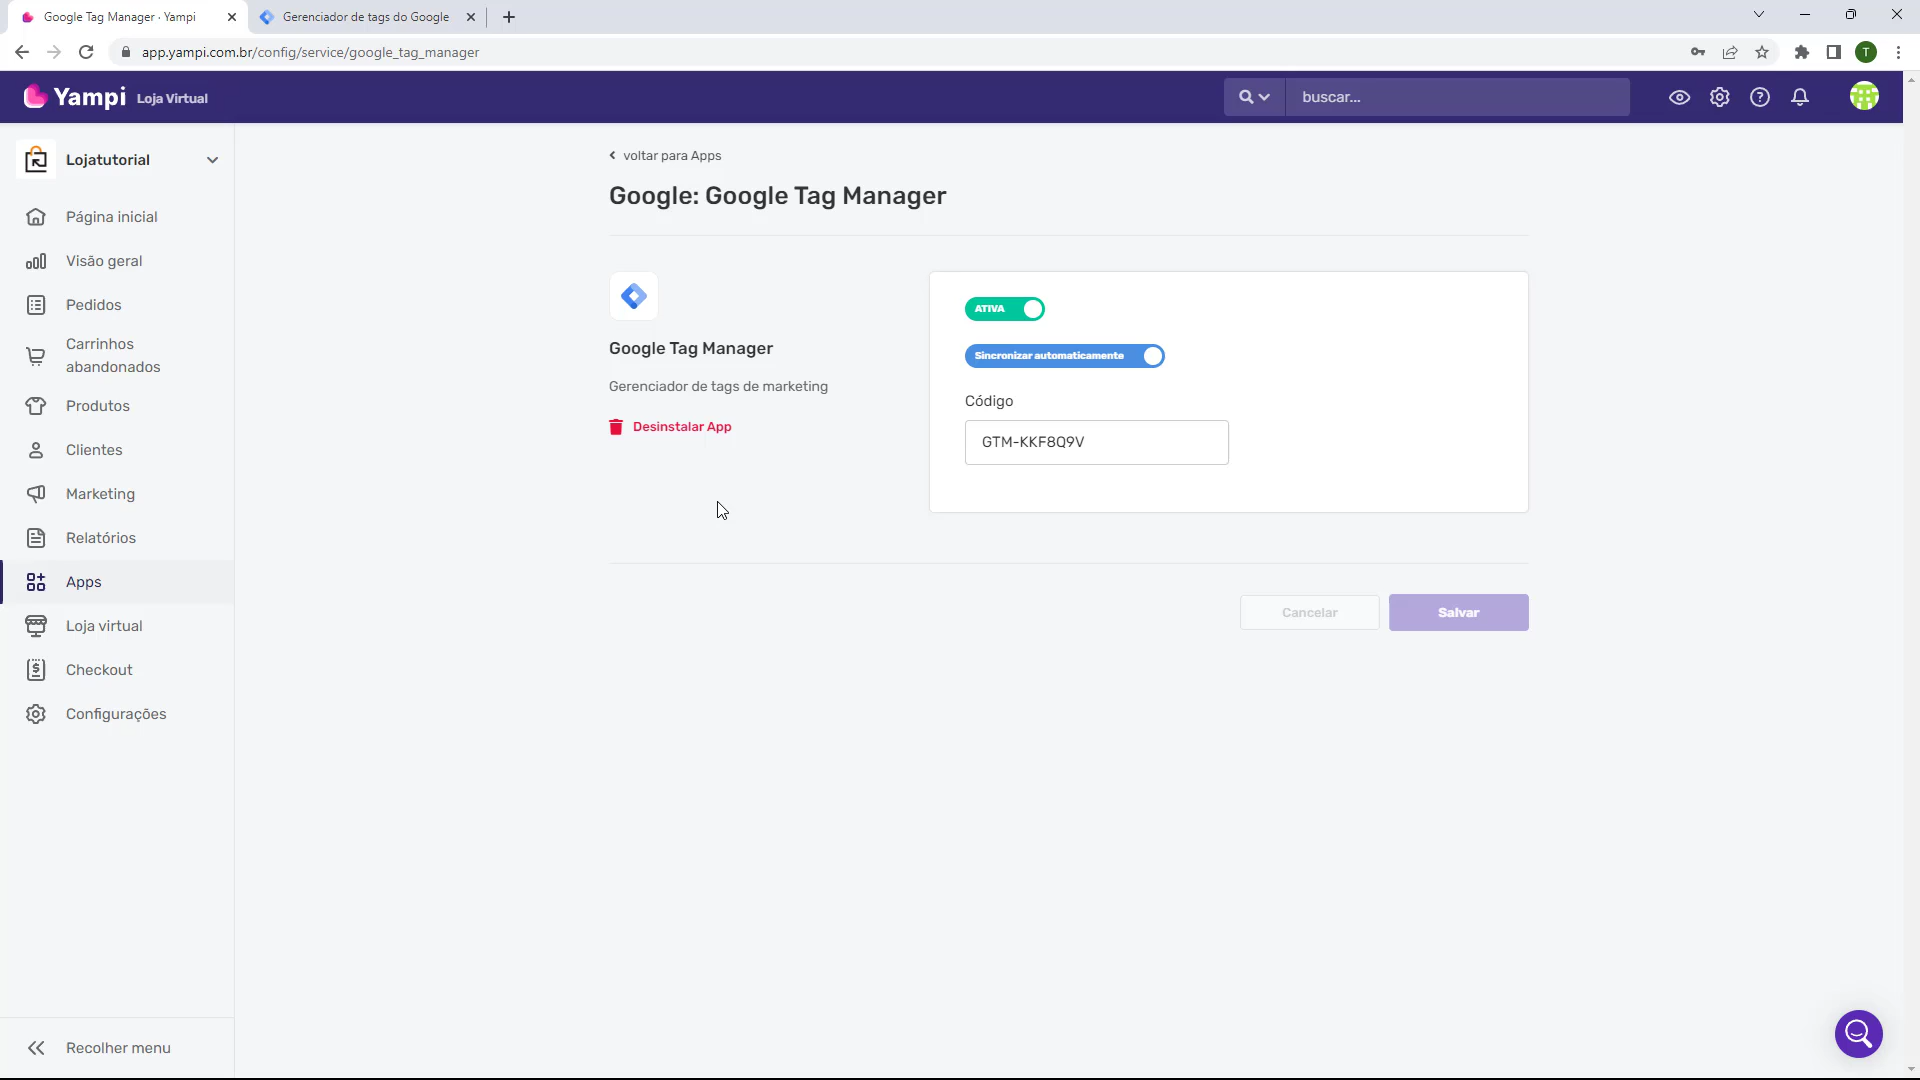 Google Tag Manager · Yampi
Gerenciador de tags do Google
app.yampi.com.br/config/service/google_tag_manager
T
Yampi Loja Virtual
buscar...
Lojatutorial
Página inicial
Visão geral
Pedidos
Carrinhos
abandonados
Produtos
Clientes
Marketing
Relatórios
Apps
Loja virtual
Checkout
Configurações
Recolher menu
voltar para Apps
Google: Google Tag Manager
Google Tag Manager
Gerenciador de tags de marketing
Desinstalar App
ATIVA
Sincronizar automaticamente
Código
GTM-KKF8Q9V
Cancelar
Salvar